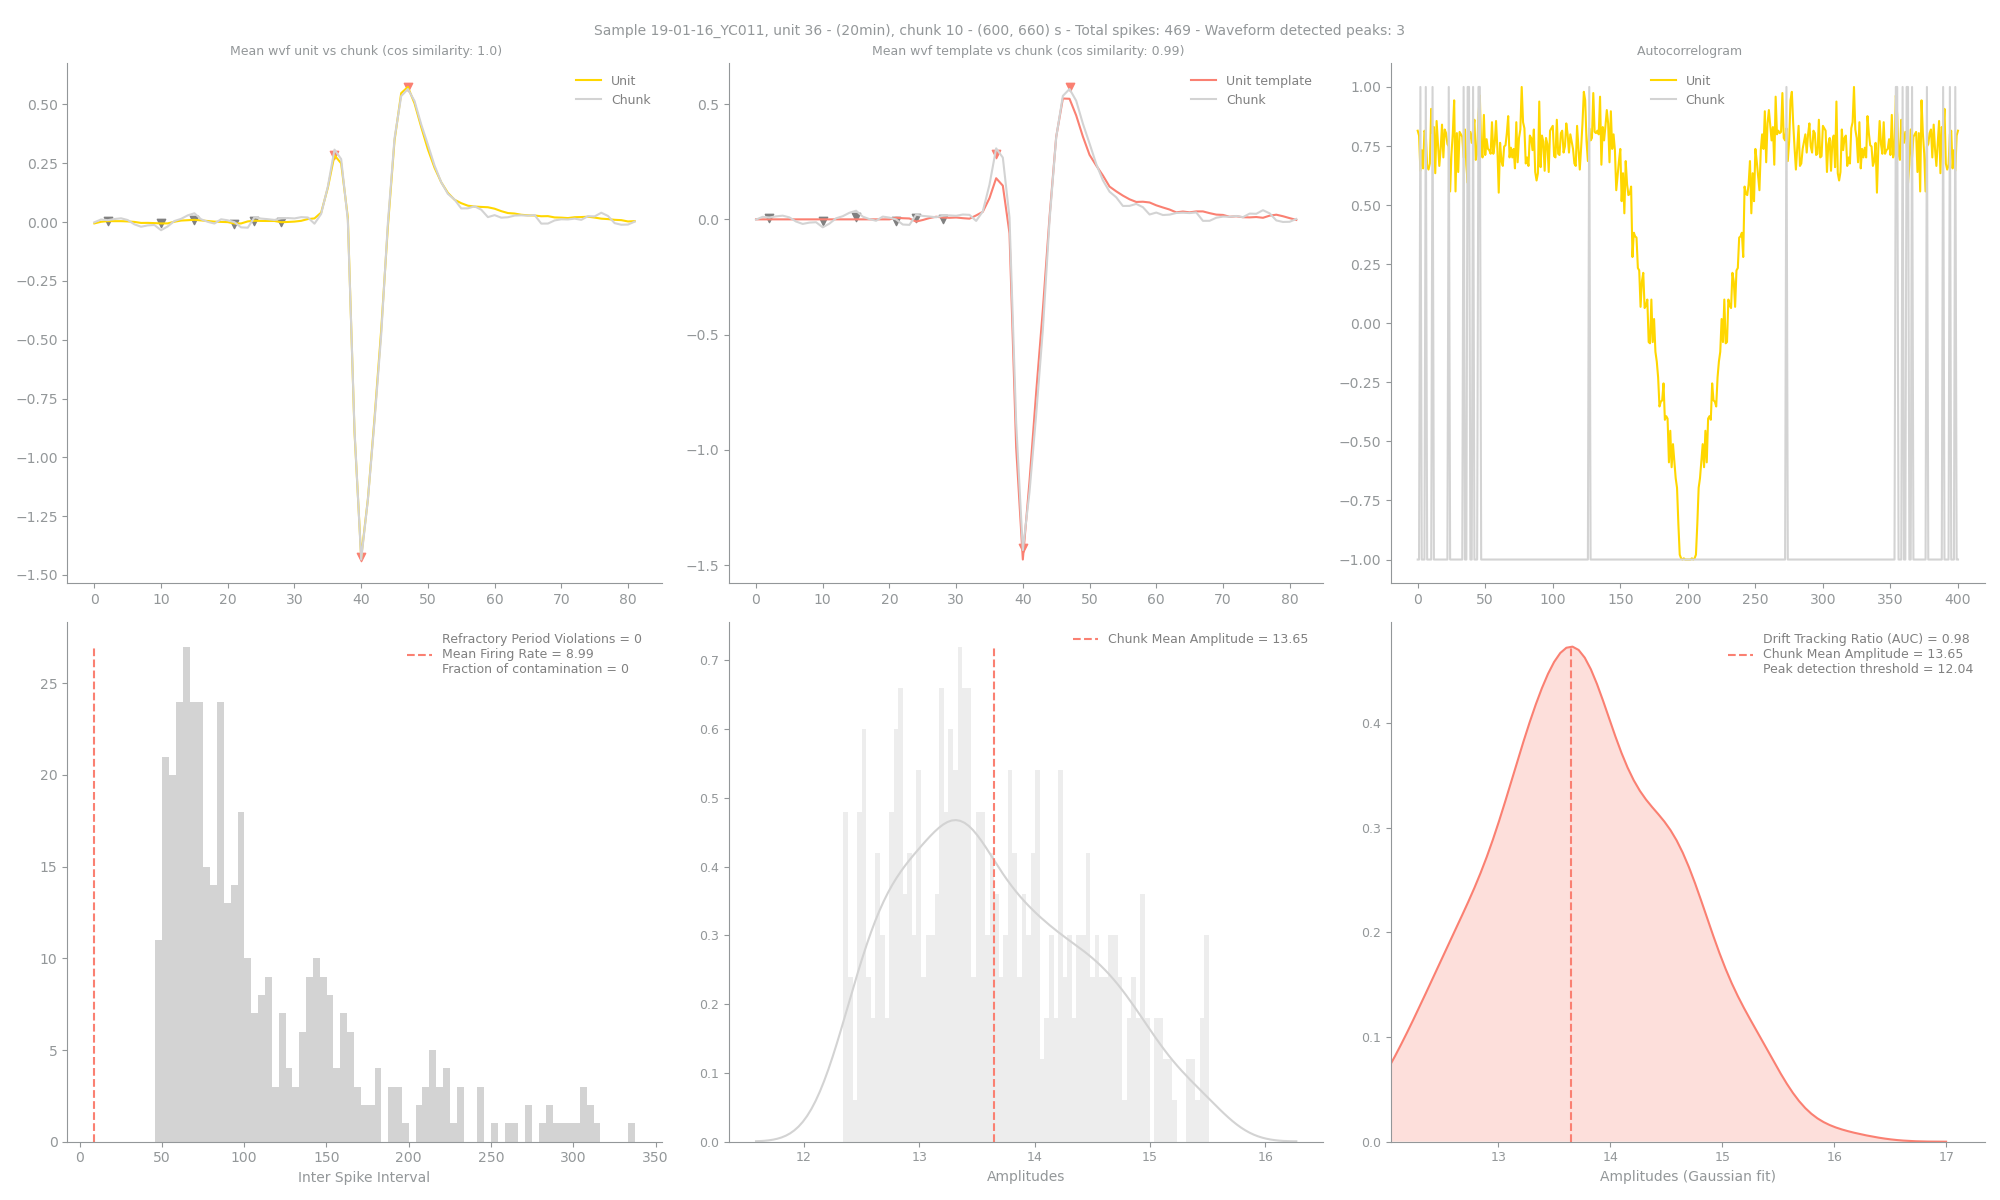 Sample 19-01-16_YC011, unit 36 - (20min), chunk 10 - (600, 660) s - Total spikes: 469 - Waveform detected peaks: 3
Mean wvf unit vs chunk (cos similarity: 1.0)
Unit
Chunk
0.50
0.25
0.00
−0.25
−0.50
−0.75
−1.00
−1.25
−1.50
0 10 20 30 40 50 60 70 80
Mean wvf template vs chunk (cos similarity: 0.99)
Unit template
Chunk
0.5
0.0
−0.5
−1.0
−1.5
0 10 20 30 40 50 60 70 80
Autocorrelogram
Unit
Chunk
1.00
0.75
0.50
0.25
0.00
−0.25
−0.50
−0.75
−1.00
0 50 100 150 200 250 300 350 400
Refractory Period Violations = 0
Mean Firing Rate = 8.99
Fraction of contamination = 0
25
20
15
10
5
0
0 50 100 150 200 250 300 350
Inter Spike Interval
Chunk Mean Amplitude = 13.65
0.7
0.6
0.5
0.4
0.3
0.2
0.1
0.0
12 13 14 15 16
Amplitudes
Drift Tracking Ratio (AUC) = 0.98
Chunk Mean Amplitude = 13.65
Peak detection threshold = 12.04
0.4
0.3
0.2
0.1
0.0
13 14 15 16 17
Amplitudes (Gaussian fit)